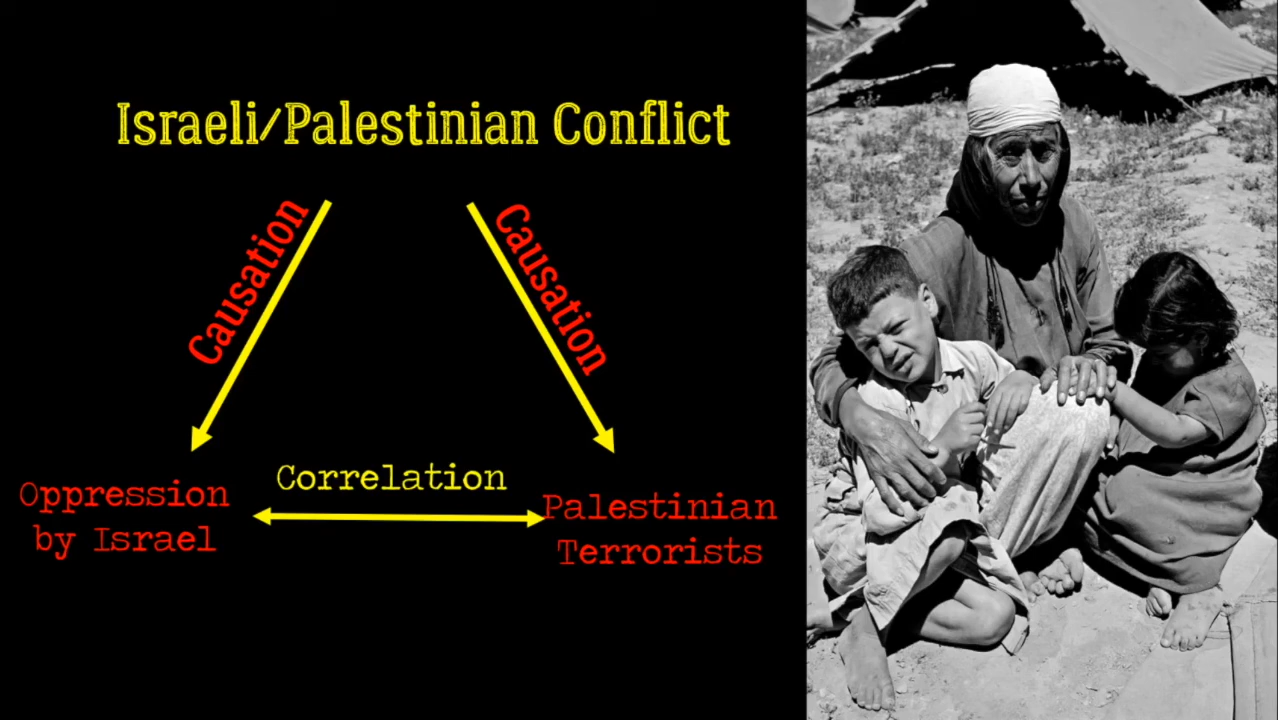 Israeli/Palestinian Conflict
Causation
Causation
Correlation
Oppression
by Israel
Palestinian
Terrorists